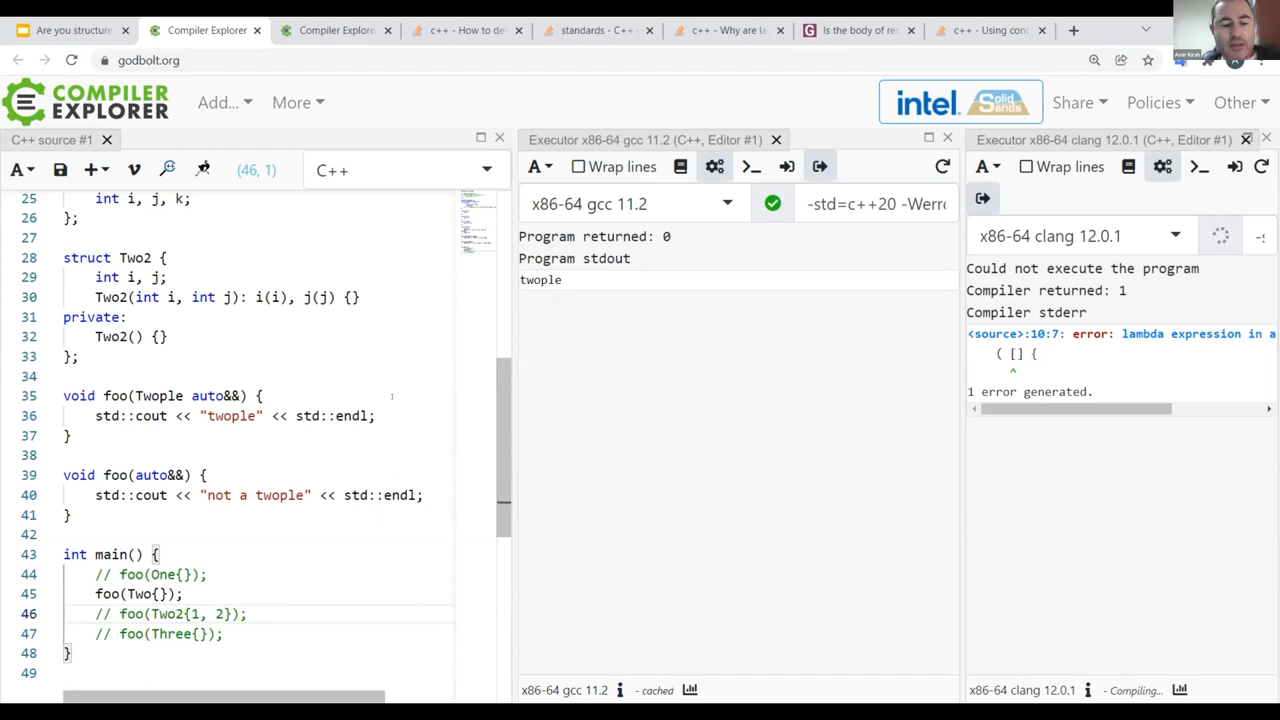 Are you structure
Compiler Explorer
Compiler Explore
c++ - How to de
standards - C++
c++ - Why are la
Is the body of re
c++ - Using conc
godbolt.org
Amir Kirsh
COMPILER
EXPLORER
Add...
More
intel. Solid Sands
Share
Policies
Other
C++ source #1
Executor x86-64 gcc 11.2 (C++, Editor #1)
Executor x86-64 clang 12.0.1 (C++, Editor #1)
A
(46, 1)
C++
A
Wrap lines
A
Wrap lines
x86-64 gcc 11.2
-std=c++20 -Werro
x86-64 clang 12.0.1
25 int i, j, k;
26 };
27
28 struct Two2 {
29 int i, j;
30 Two2(int i, int j): i(i), j(j) {}
31 private:
32 Two2() {}
33 };
34
35 void foo(Twople auto&&) {
36 std::cout << "twople" << std::endl;
37 }
38
39 void foo(auto&&) {
40 std::cout << "not a twople" << std::endl;
41 }
42
43 int main() {
44 // foo(One{});
45 foo(Two{});
46 // foo(Two2{1, 2});
47 // foo(Three{});
48 }
49
Program returned: 0
Program stdout
twople
x86-64 gcc 11.2 - cached
Could not execute the program
Compiler returned: 1
Compiler stderr
<source>:10:7: error: lambda expression in a
( [] {
^
1 error generated.
x86-64 clang 12.0.1 - Compiling...